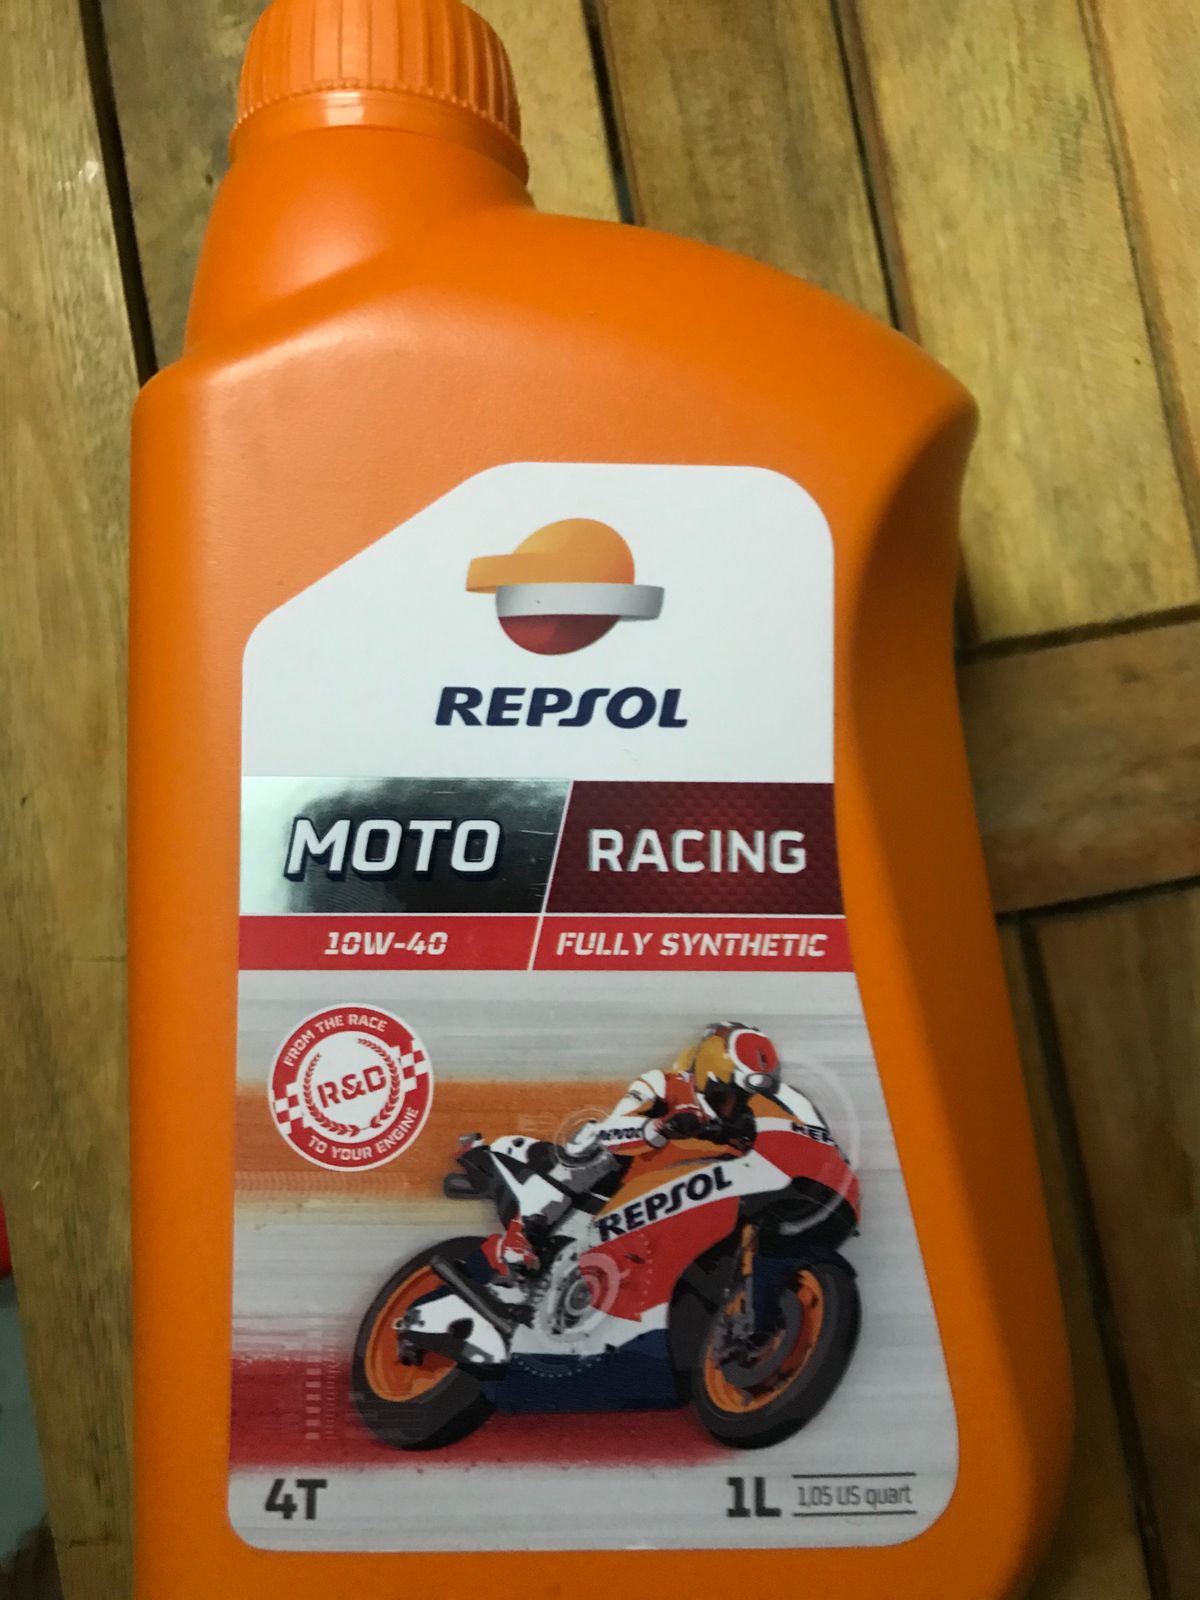 REPSOL
MOTO RACING
10W-40 FULLY SYNTHETIC
FROM THE RACE
R&D
TO YOUR ENGINE
REPSOL
REPSOL
4T 1L 1,05 US quart